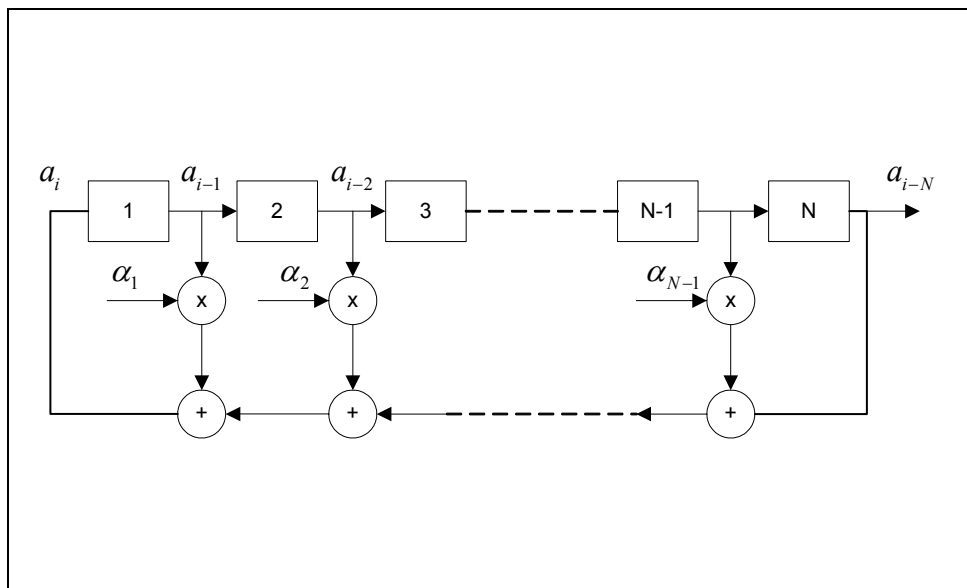 a_i a_{i-1} a_{i-2} a_{i-N}
1 2 3 N-1 N
α_1 x α_2 x α_{N-1} x
+ + +